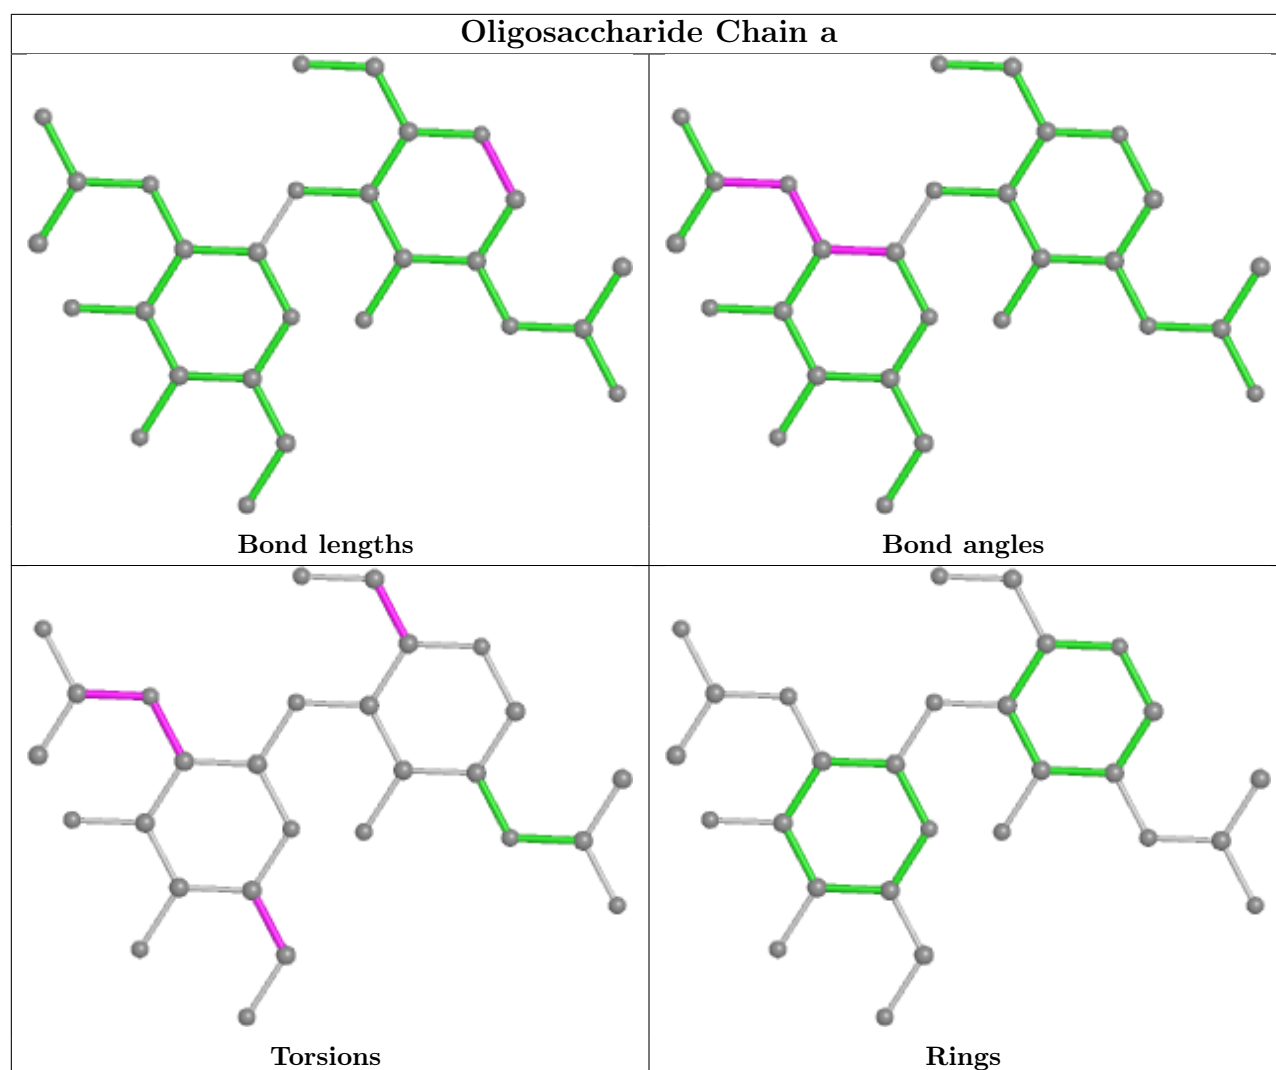 Oligosaccharide Chain a
Bond lengths
Bond angles
Torsions
Rings